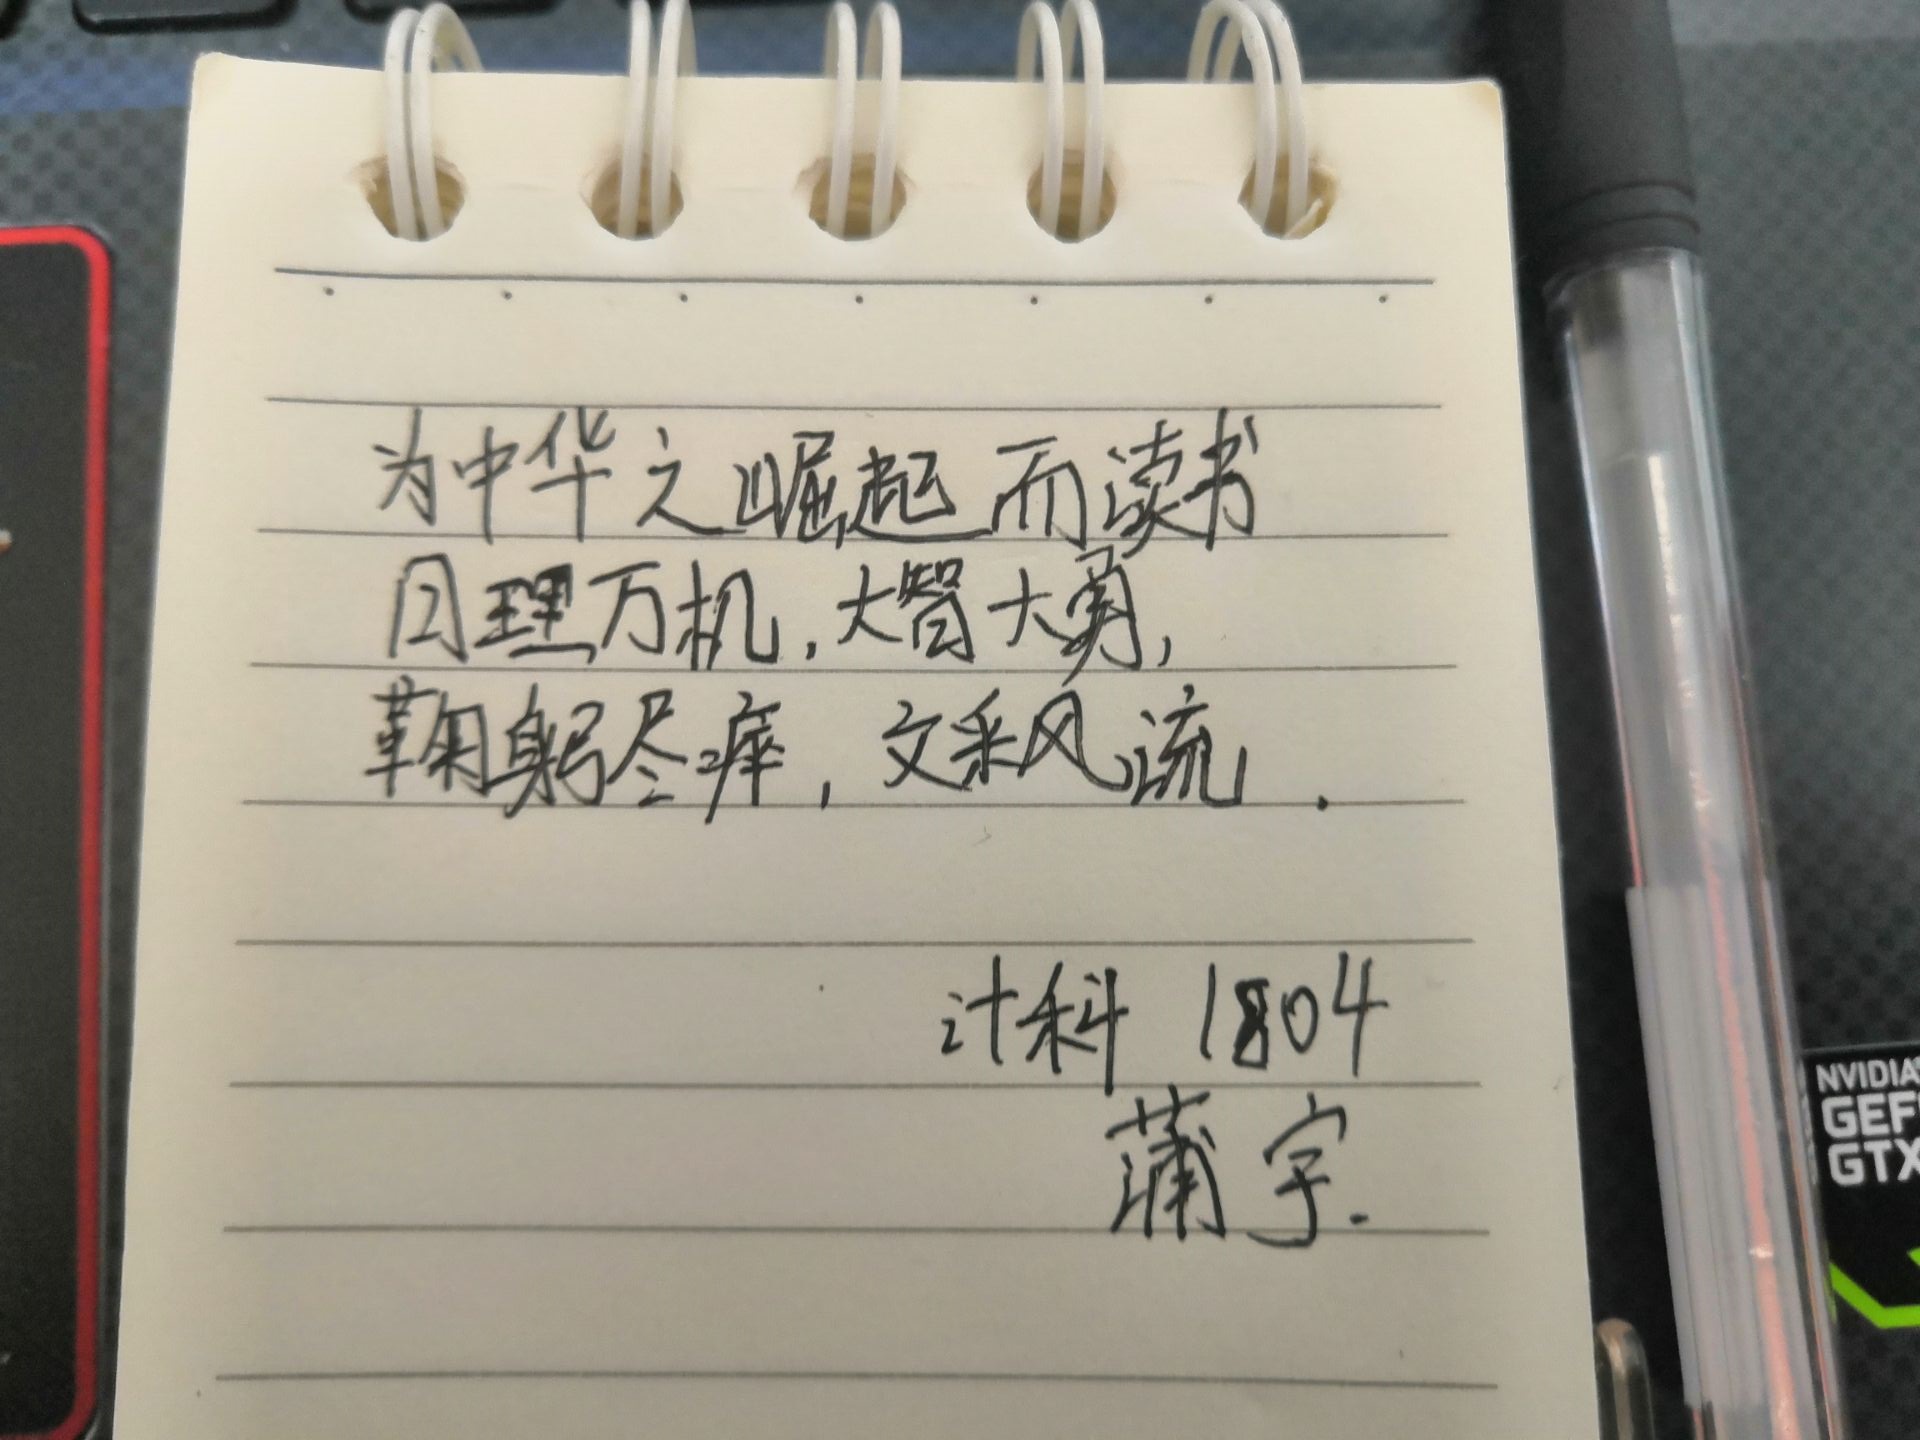 为中华之崛起而读书
日理万机，大智大勇，
鞠躬尽瘁，文采风流．
计科 1804
蒲宇．
NVIDIA
GEF
GTX